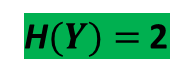 H(Y) = 2